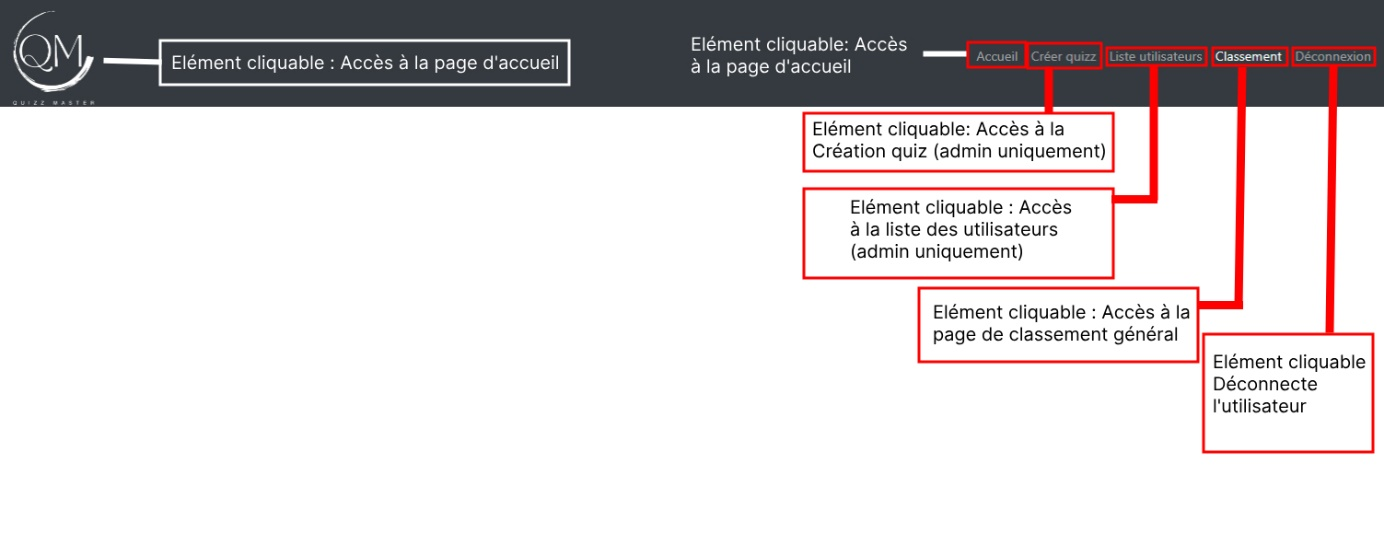 QM
QUIZZ MASTER
Elément cliquable : Accès à la page d'accueil
Elément cliquable: Accès
à la page d'accueil
Accueil Créer quizz Liste utilisateurs Classement Déconnexion
Elément cliquable: Accès à la
Création quiz (admin uniquement)
Elément cliquable : Accès
à la liste des utilisateurs
(admin uniquement)
Elément cliquable : Accès à la
page de classement général
Elément cliquable
Déconnecte
l'utilisateur